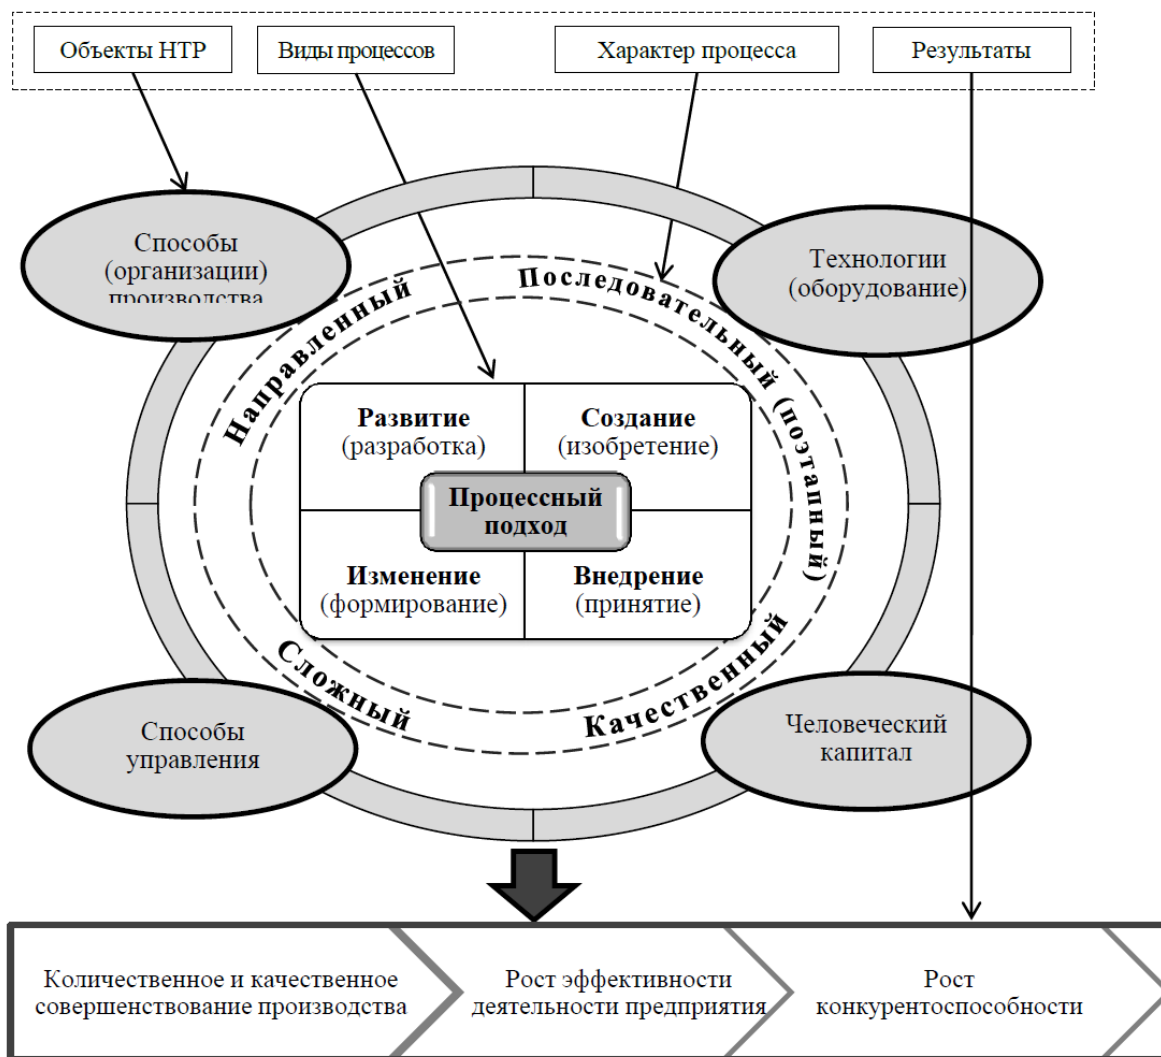 Объекты НТР
Виды процессов
Характер процесса
Результаты
Способы
(организации)
производства
Технологии
(оборудование)
Направленный
Последовательный (поэтапный)
Развитие
(разработка)
Создание
(изобретение)
Процессный
подход
Изменение
(формирование)
Внедрение
(принятие)
Сложный
Качественный
Способы
управления
Человеческий
капитал
Количественное и качественное
совершенствование производства
Рост эффективности
деятельности предприятия
Рост
конкурентоспособности